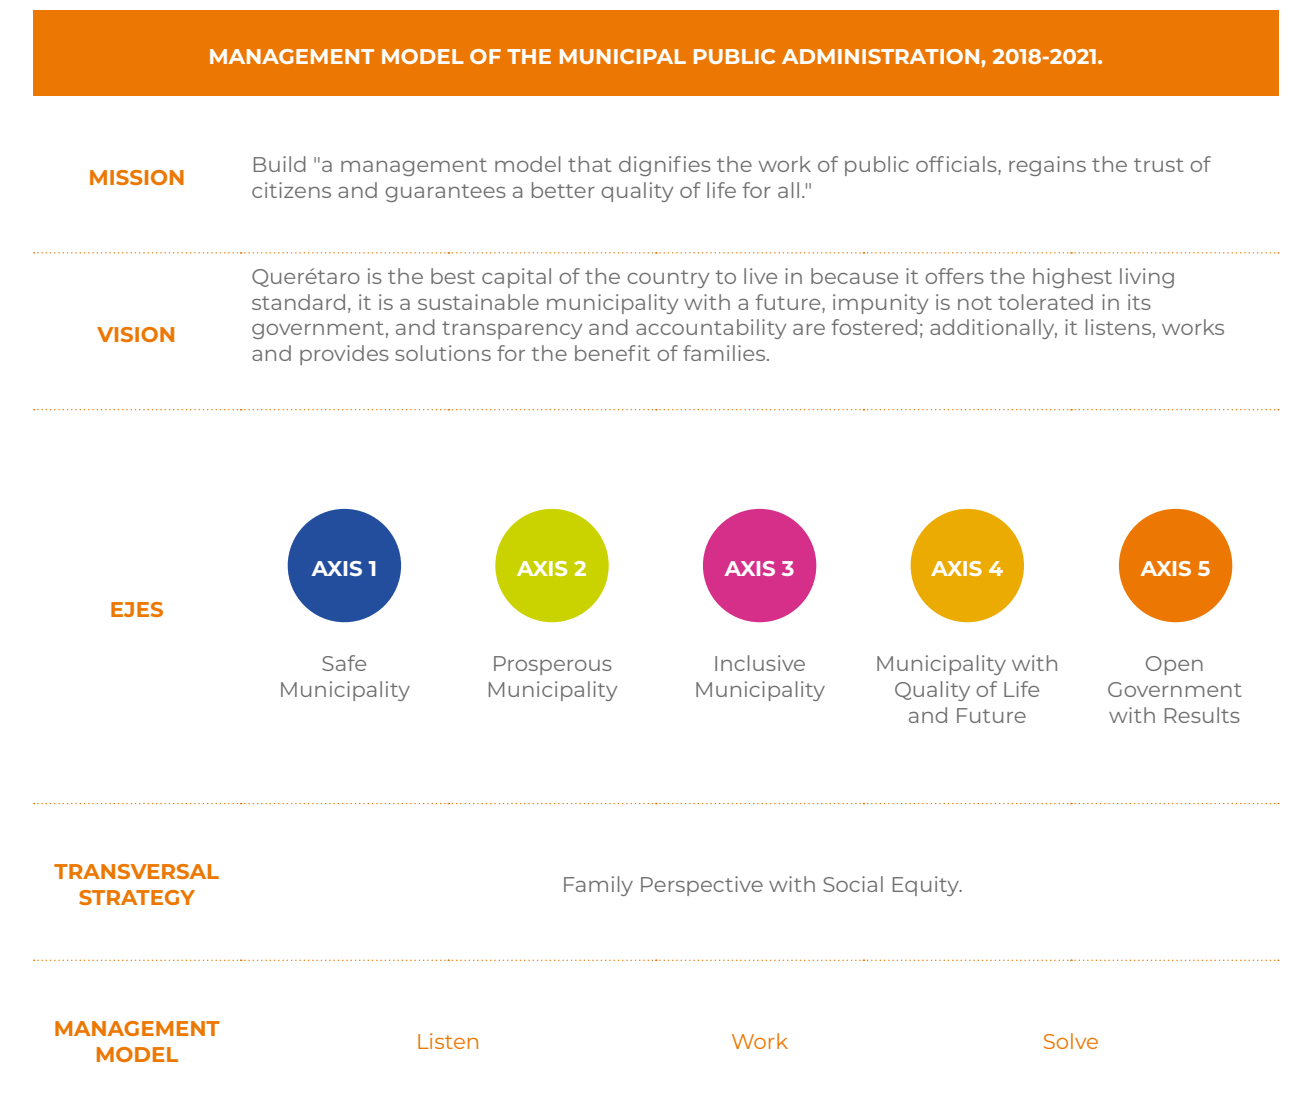 MANAGEMENT MODEL OF THE MUNICIPAL PUBLIC ADMINISTRATION, 2018-2021.
MISSION
Build "a management model that dignifies the work of public officials, regains the trust of
citizens and guarantees a better quality of life for all."
VISION
Querétaro is the best capital of the country to live in because it offers the highest living
standard, it is a sustainable municipality with a future, impunity is not tolerated in its
government, and transparency and accountability are fostered; additionally, it listens, works
and provides solutions for the benefit of families.
EJES
AXIS 1
Safe
Municipality
AXIS 2
Prosperous
Municipality
AXIS 3
Inclusive
Municipality
AXIS 4
Municipality with
Quality of Life
and Future
AXIS 5
Open
Government
with Results
TRANSVERSAL
STRATEGY
Family Perspective with Social Equity.
MANAGEMENT
MODEL
Listen
Work
Solve